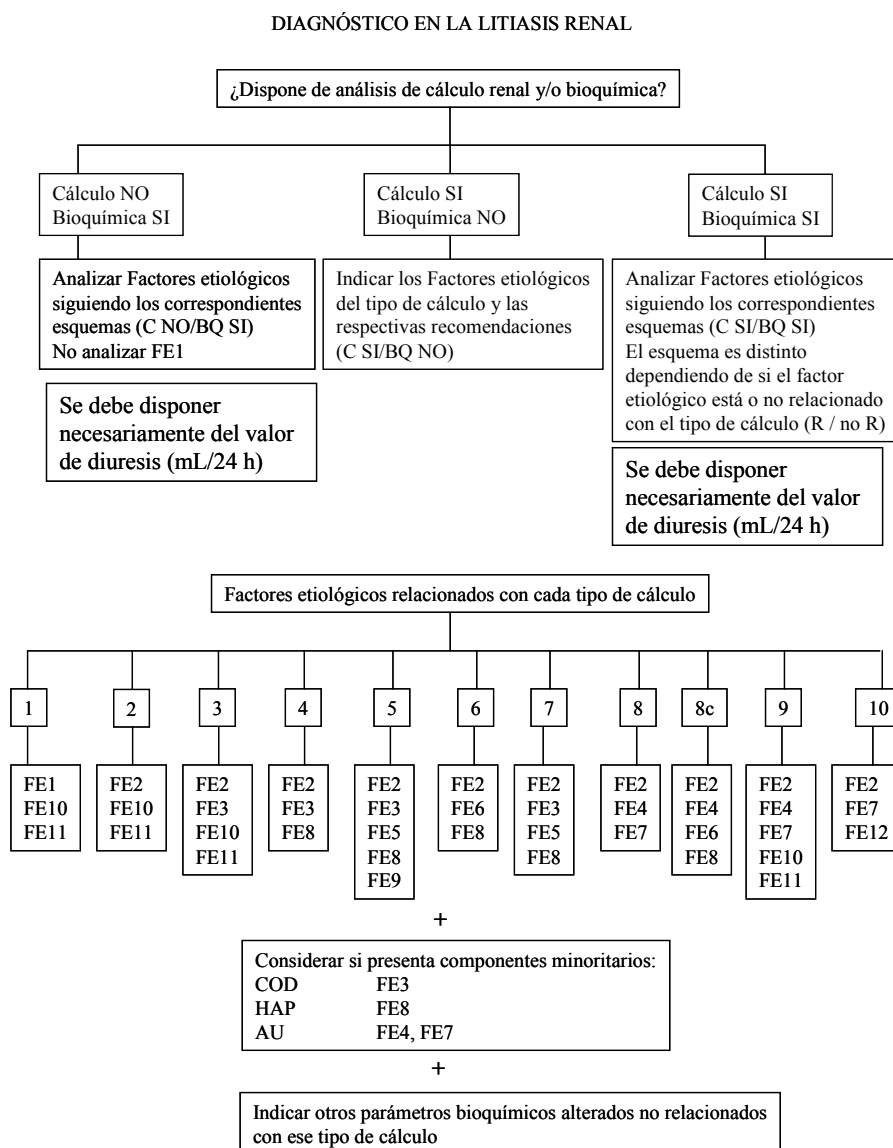 DIAGNÓSTICO EN LA LITIASIS RENAL
¿Dispone de análisis de cálculo renal y/o bioquímica?
Cálculo NO
Bioquímica SI
Cálculo SI
Bioquímica NO
Cálculo SI
Bioquímica SI
Analizar Factores etiológicos
siguiendo los correspondientes
esquemas (C NO/BQ SI)
No analizar FE1
Indicar los Factores etiológicos
del tipo de cálculo y las
respectivas recomendaciones
(C SI/BQ NO)
Analizar Factores etiológicos
siguiendo los correspondientes
esquemas (C SI/BQ SI)
El esquema es distinto
dependiendo de si el factor
etiológico está o no relacionado
con el tipo de cálculo (R / no R)
Se debe disponer
necesariamente del valor
de diuresis (mL/24 h)
Se debe disponer
necesariamente del valor
de diuresis (mL/24 h)
Factores etiológicos relacionados con cada tipo de cálculo
1
2
3
4
5
6
7
8
8c
9
10
FE1
FE10
FE11
FE2
FE10
FE11
FE2
FE3
FE10
FE11
FE2
FE3
FE8
FE2
FE3
FE5
FE8
FE9
FE2
FE6
FE8
FE2
FE3
FE5
FE8
FE2
FE4
FE7
FE2
FE4
FE6
FE8
FE2
FE4
FE7
FE10
FE11
FE2
FE7
FE12
+
Considerar si presenta componentes minoritarios:
COD FE3
HAP FE8
AU FE4, FE7
+
Indicar otros parámetros bioquímicos alterados no relacionados
con ese tipo de cálculo